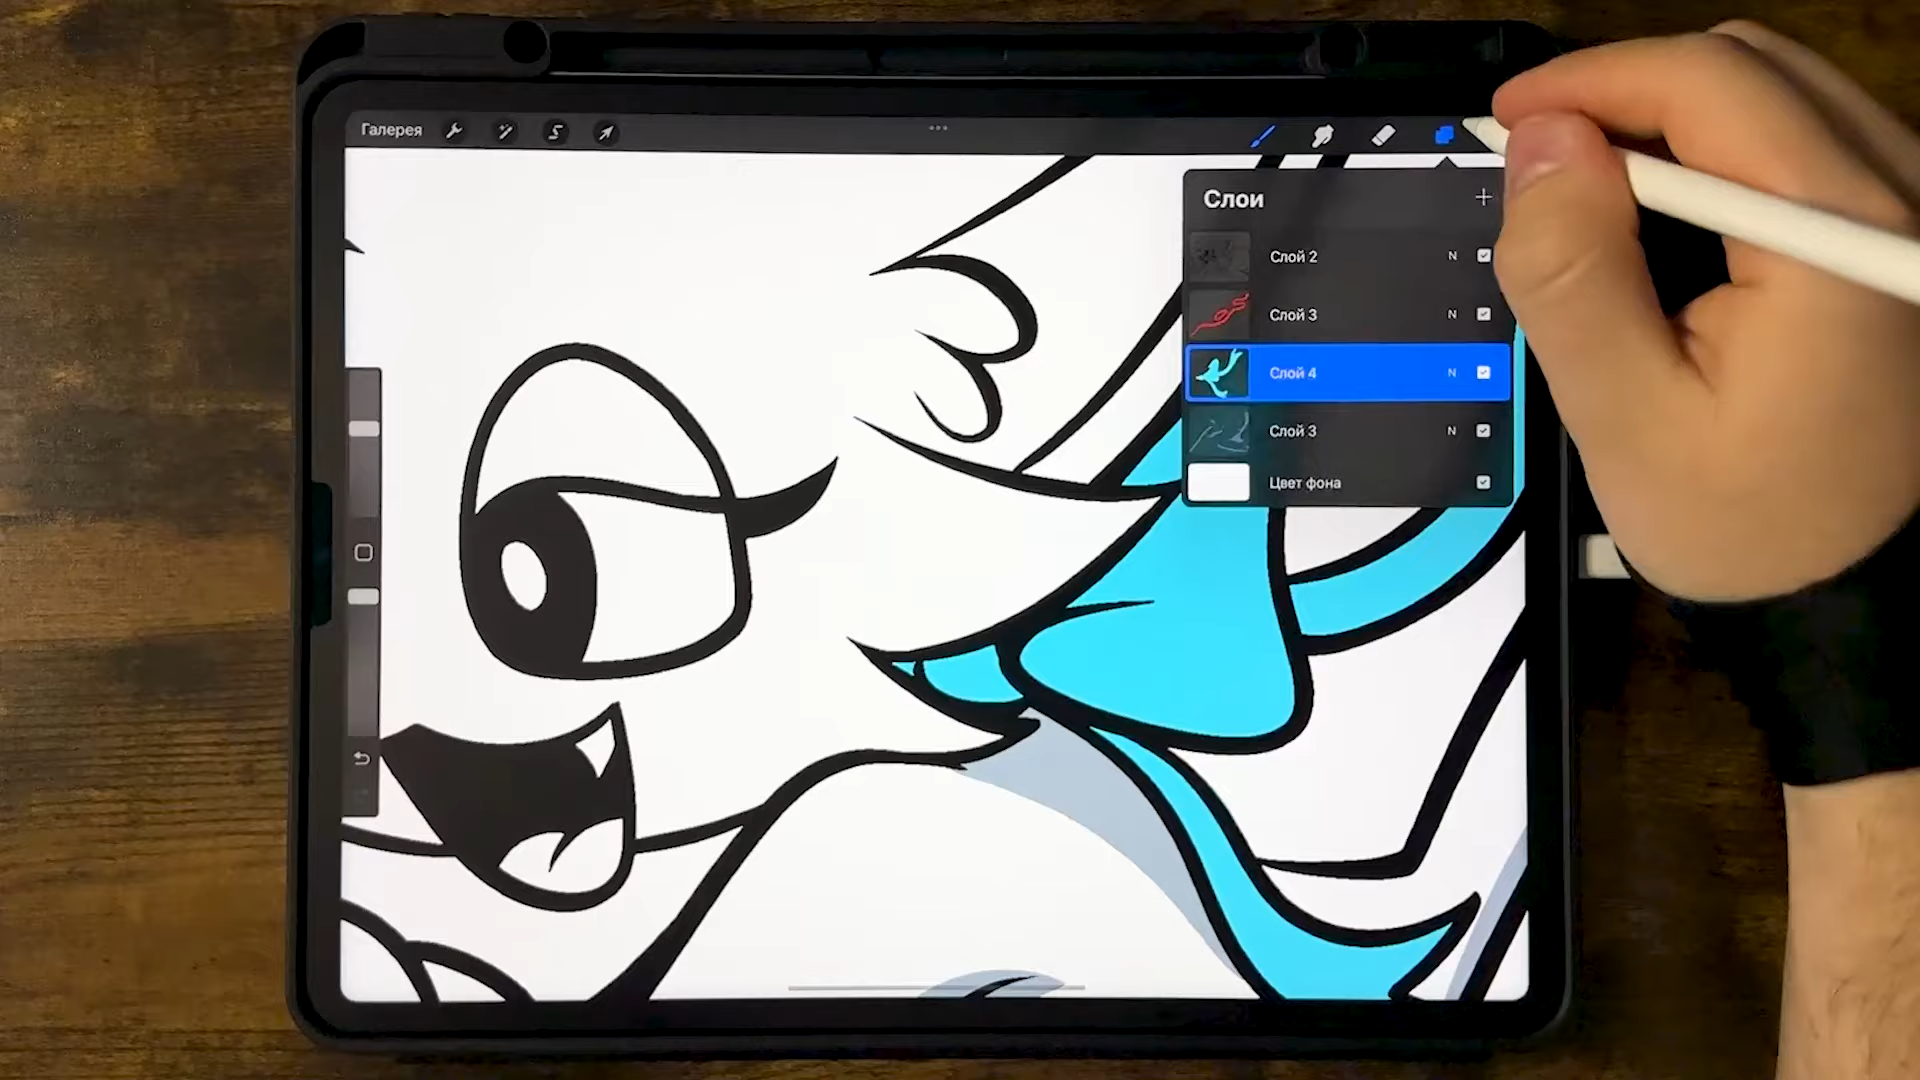 Галерея
Слои
Слой 2 N
Слой 3 N
Слой 4 N
Слой 3 N
Цвет фона